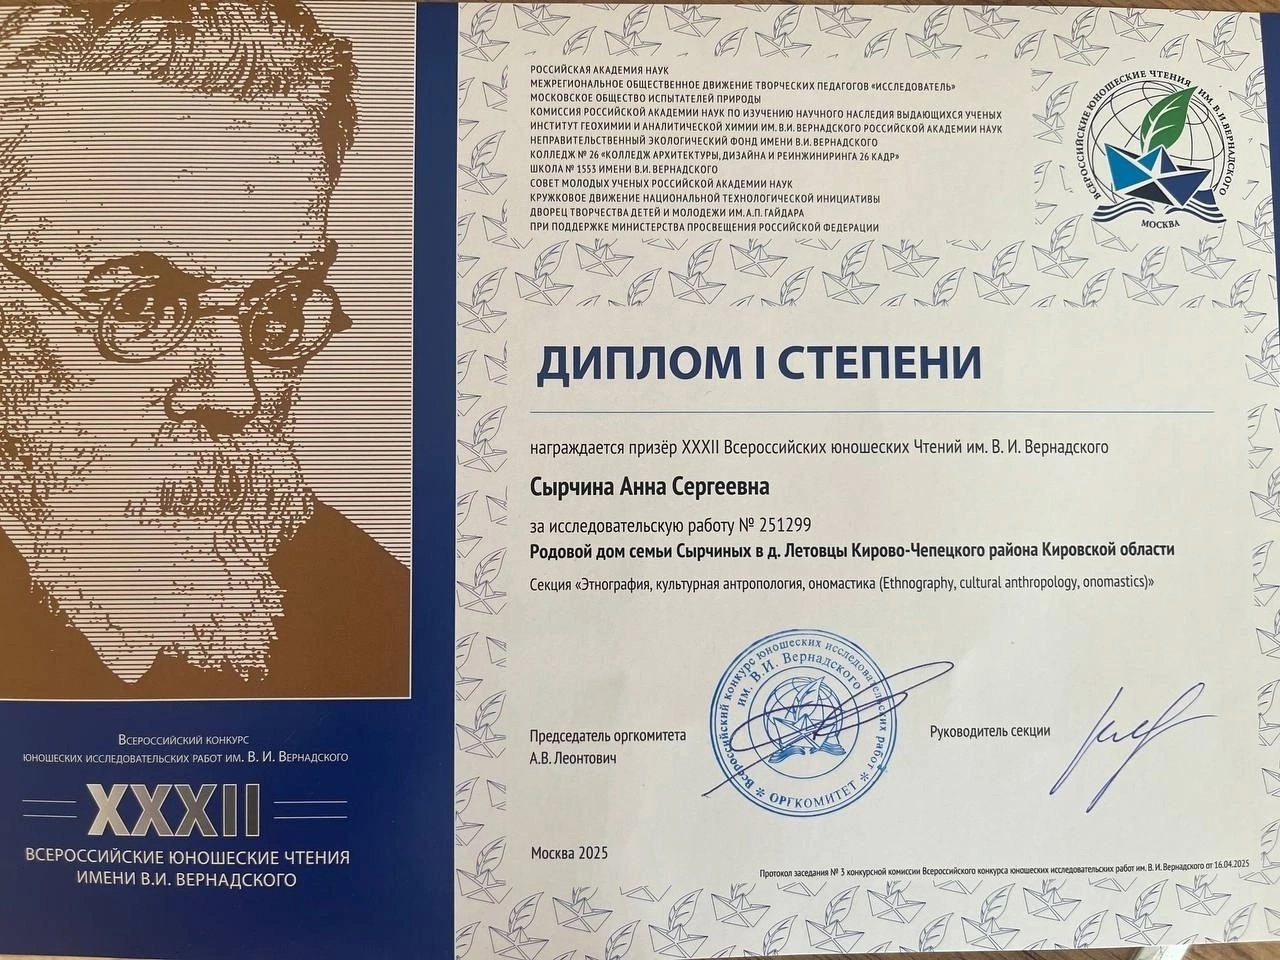 РОССИЙСКАЯ АКАДЕМИЯ НАУК
МЕЖРЕГИОНАЛЬНОЕ ОБЩЕСТВЕННОЕ ДВИЖЕНИЕ ТВОРЧЕСКИХ ПЕДАГОГОВ «ИССЛЕДОВАТЕЛЬ»
МОСКОВСКОЕ ОБЩЕСТВО ИСПЫТАТЕЛЕЙ ПРИРОДЫ
КОМИССИЯ РОССИЙСКОЙ АКАДЕМИИ НАУК ПО ИЗУЧЕНИЮ НАУЧНОГО НАСЛЕДИЯ ВЫДАЮЩИХСЯ УЧЕНЫХ
ИНСТИТУТ ГЕОХИМИИ И АНАЛИТИЧЕСКОЙ ХИМИИ ИМ. В.И. ВЕРНАДСКОГО РОССИЙСКОЙ АКАДЕМИИ НАУК
НЕПРАВИТЕЛЬСТВЕННЫЙ ЭКОЛОГИЧЕСКИЙ ФОНД ИМЕНИ В.И. ВЕРНАДСКОГО
КОЛЛЕДЖ № 26 «КОЛЛЕДЖ АРХИТЕКТУРЫ, ДИЗАЙНА И РЕИНЖИНИРИНГА 26 КАДР»
ШКОЛА № 1553 ИМЕНИ В.И. ВЕРНАДСКОГО
СОВЕТ МОЛОДЫХ УЧЕНЫХ РОССИЙСКОЙ АКАДЕМИИ НАУК
КРУЖКОВОЕ ДВИЖЕНИЕ НАЦИОНАЛЬНОЙ ТЕХНОЛОГИЧЕСКОЙ ИНИЦИАТИВЫ
ДВОРЕЦ ТВОРЧЕСТВА ДЕТЕЙ И МОЛОДЕЖИ ИМ. А.П. ГАЙДАРА
ПРИ ПОДДЕРЖКЕ МИНИСТЕРСТВА ПРОСВЕЩЕНИЯ РОССИЙСКОЙ ФЕДЕРАЦИИ
ВСЕРОССИЙСКИЕ ЮНОШЕСКИЕ ЧТЕНИЯ ИМ. В.И. ВЕРНАДСКОГО
МОСКВА
ДИПЛОМ I СТЕПЕНИ
награждается призёр XXXII Всероссийских юношеских Чтений им. В. И. Вернадского
Сырчина Анна Сергеевна
за исследовательскую работу № 251299
Родовой дом семьи Сырчиных в д. Летовцы Кирово-Чепецкого района Кировской области
Секция «Этнография, культурная антропология, ономастика (Ethnography, cultural anthropology, onomastics)»
Председатель оргкомитета
А.В. Леонтович
Всероссийский конкурс юношеских исследовательских работ
им. В.И. Вернадского
ОРГКОМИТЕТ
Руководитель секции
Москва 2025
Протокол заседания № 3 конкурсной комиссии Всероссийского конкурса юношеских исследовательских работ им. В. И. Вернадского от 16.04.2025
Всероссийский конкурс
юношеских исследовательских работ им. В. И. Вернадского
XXXII
ВСЕРОССИЙСКИЕ ЮНОШЕСКИЕ ЧТЕНИЯ
ИМЕНИ В.И. ВЕРНАДСКОГО